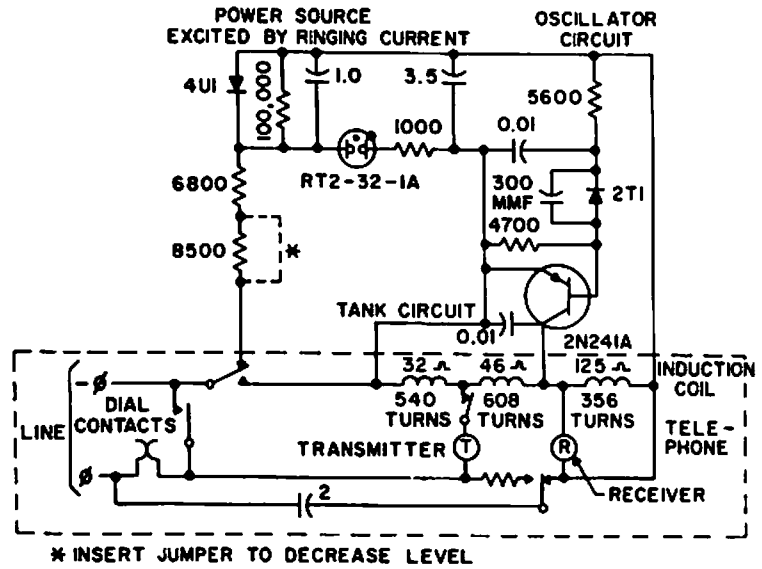 POWER SOURCE
EXCITED BY RINGING CURRENT
OSCILLATOR
CIRCUIT
4U1
100,000
1.0
3.5
5600
1000
0.01
RT2-32-1A
6800
300
MMF
2T1
4700
8500
*
TANK CIRCUIT
0.01
2N241A
32
46
125
INDUCTION
COIL
540
TURNS
608
TURNS
356
TURNS
- ø
DIAL
CONTACTS
LINE
TRANSMITTER
T
R
TELE-
PHONE
ø
RECEIVER
2
* INSERT JUMPER TO DECREASE LEVEL